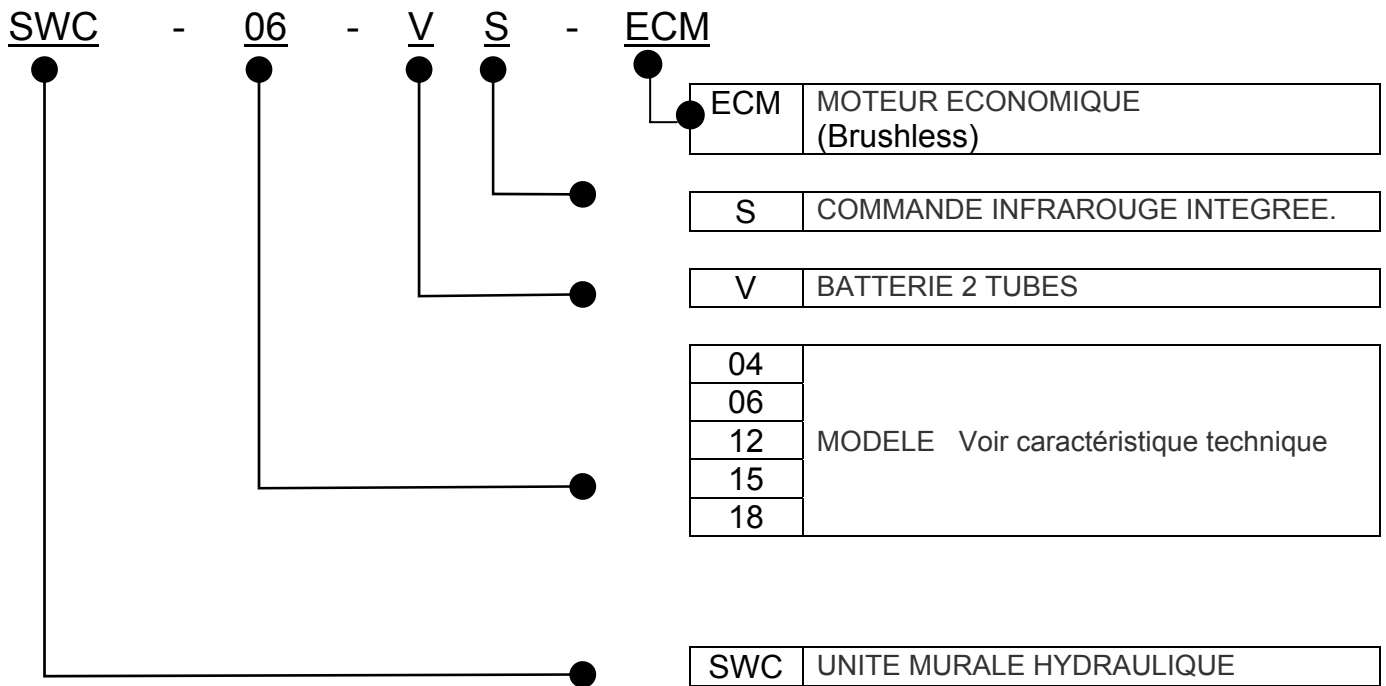 SWC - 06 - V S - ECM
ECM MOTEUR ECONOMIQUE
(Brushless)
S COMMANDE INFRAROUGE INTEGREE.
V BATTERIE 2 TUBES
04
06
12 MODELE Voir caractéristique technique
15
18
SWC UNITE MURALE HYDRAULIQUE